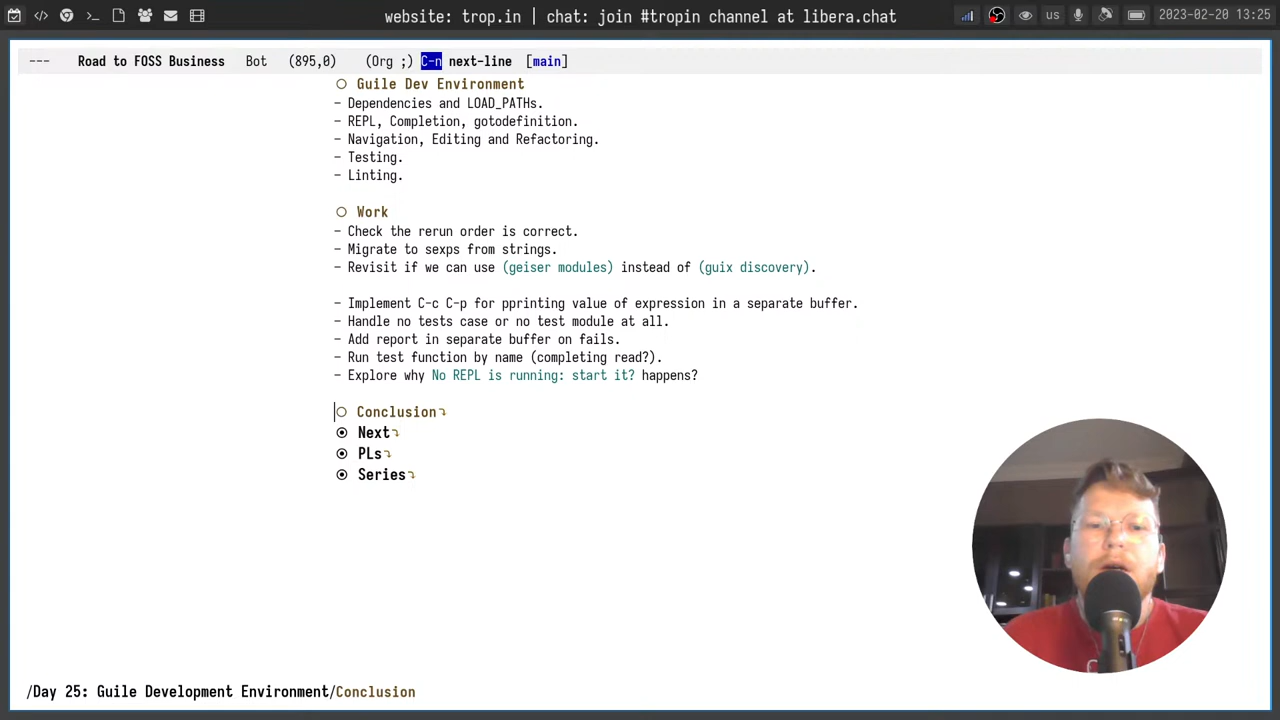 website: trop.in | chat: join #tropin channel at libera.chat
us
2023-02-20 13:25
--- Road to FOSS Business Bot (895,0) (Org ;) C-n next-line [main]
Guile Dev Environment
- Dependencies and LOAD_PATHs.
- REPL, Completion, gotodefinition.
- Navigation, Editing and Refactoring.
- Testing.
- Linting.
Work
- Check the rerun order is correct.
- Migrate to sexps from strings.
- Revisit if we can use (geiser modules) instead of (guix discovery).
- Implement C-c C-p for pprinting value of expression in a separate buffer.
- Handle no tests case or no test module at all.
- Add report in separate buffer on fails.
- Run test function by name (completing read?).
- Explore why No REPL is running: start it? happens?
Conclusion
Next
PLs
Series
/Day 25: Guile Development Environment/Conclusion